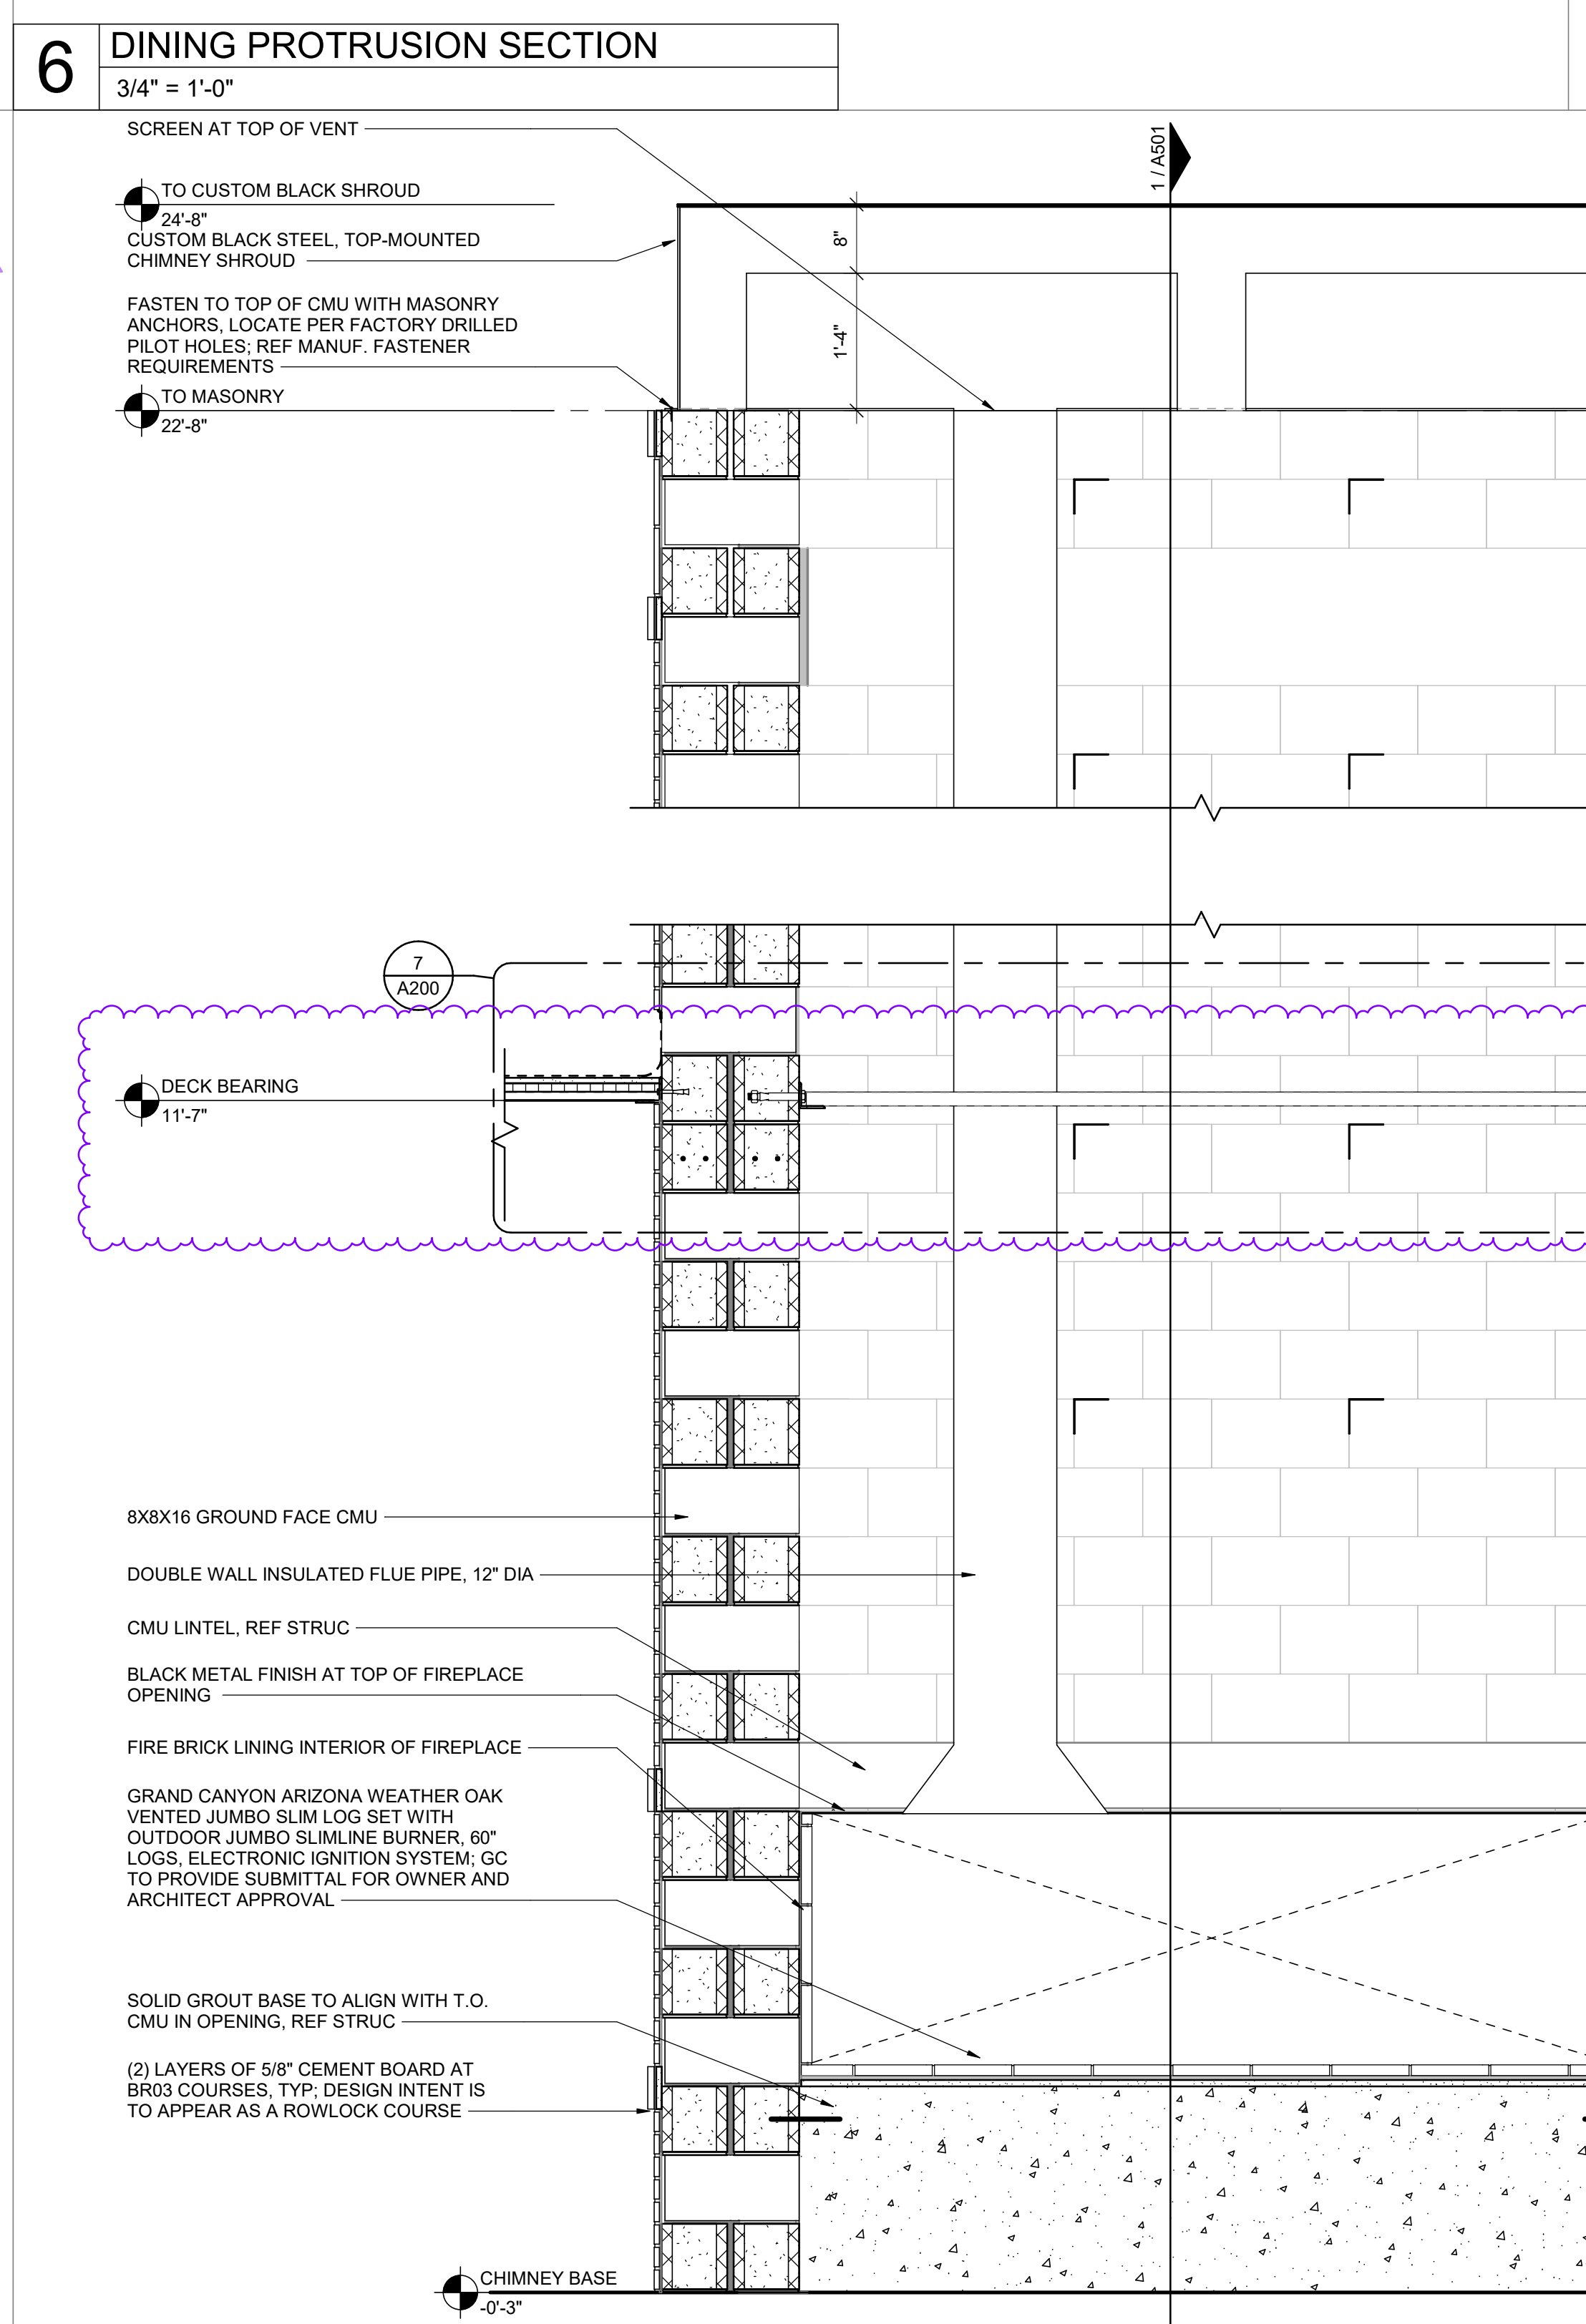 6
DINING PROTRUSION SECTION
3/4" = 1'-0"
SCREEN AT TOP OF VENT
1 / A501
TO CUSTOM BLACK SHROUD
24'-8"
CUSTOM BLACK STEEL, TOP-MOUNTED
CHIMNEY SHROUD
8"
FASTEN TO TOP OF CMU WITH MASONRY
ANCHORS, LOCATE PER FACTORY DRILLED
PILOT HOLES; REF MANUF. FASTENER
REQUIREMENTS
1'-4"
TO MASONRY
22'-8"
7
A200
DECK BEARING
11'-7"
8X8X16 GROUND FACE CMU
DOUBLE WALL INSULATED FLUE PIPE, 12" DIA
CMU LINTEL, REF STRUC
BLACK METAL FINISH AT TOP OF FIREPLACE
OPENING
FIRE BRICK LINING INTERIOR OF FIREPLACE
GRAND CANYON ARIZONA WEATHER OAK
VENTED JUMBO SLIM LOG SET WITH
OUTDOOR JUMBO SLIMLINE BURNER, 60"
LOGS, ELECTRONIC IGNITION SYSTEM; GC
TO PROVIDE SUBMITTAL FOR OWNER AND
ARCHITECT APPROVAL
SOLID GROUT BASE TO ALIGN WITH T.O.
CMU IN OPENING, REF STRUC
(2) LAYERS OF 5/8" CEMENT BOARD AT
BR03 COURSES, TYP; DESIGN INTENT IS
TO APPEAR AS A ROWLOCK COURSE
CHIMNEY BASE
-0'-3"